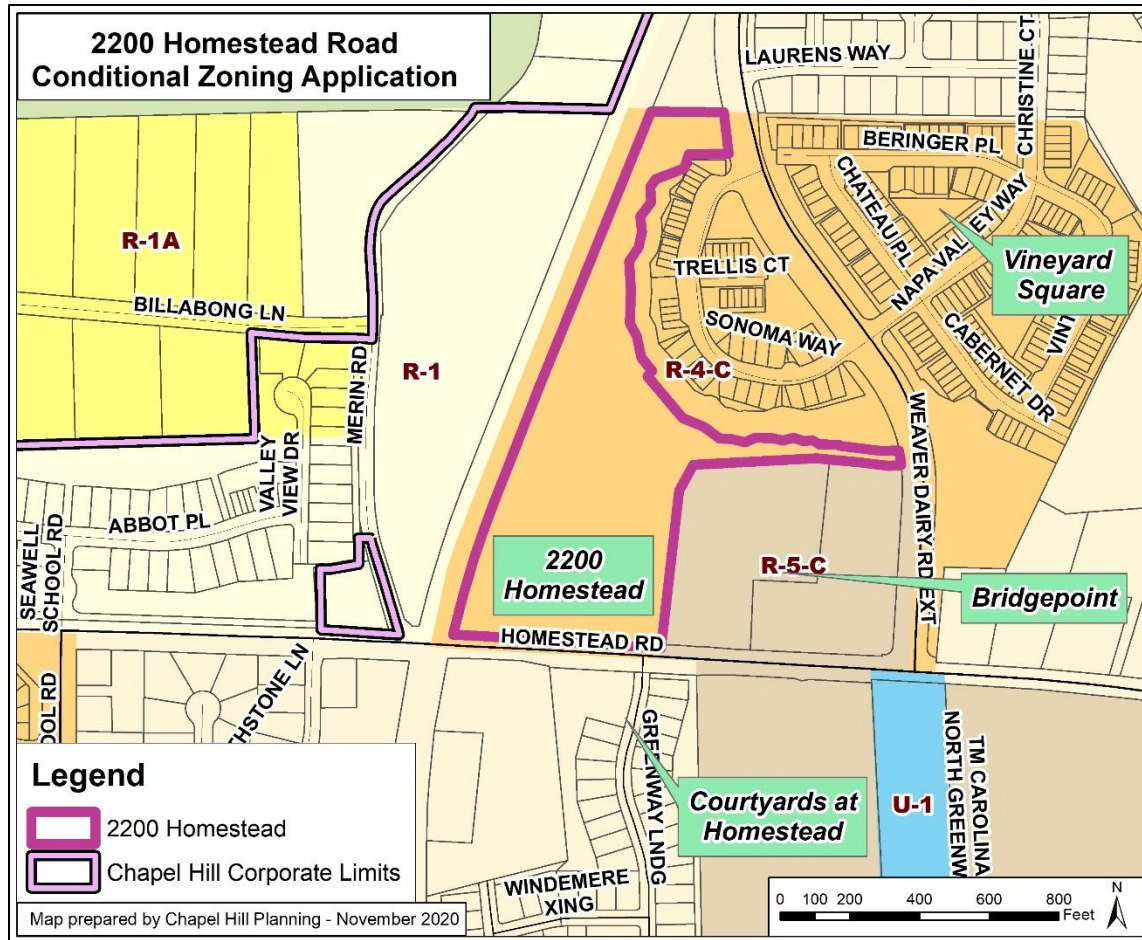 2200 Homestead Road
Conditional Zoning Application
LAURENS WAY
CHRISTINE CT
BERINGER PL
CHATEAU PL
NAPA VALLEY WAY
Vineyard
Square
R-1A
TRELLIS CT
BILLABONG LN
SONOMA WAY
CABERNET DR
VINT
R-1
R-4-C
MERIN RD
VALLEY
VIEW DR
WEAVER DAIRY RD EXT
ABBOT PL
SEAWELL
SCHOOL RD
2200
Homestead
R-5-C
Bridgepoint
HOMESTEAD RD
OOL RD
THSTONE LN
GREENWAY LNDG
Courtyards at
Homestead
U-1
TM CAROLINA
NORTH GREENW
Legend
2200 Homestead
Chapel Hill Corporate Limits
WINDEMERE
XING
Map prepared by Chapel Hill Planning - November 2020
0 100 200 400 600 800
Feet
N